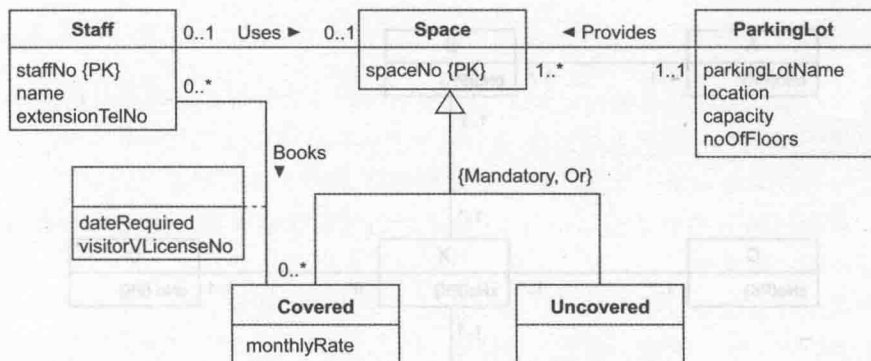 Staff
0..1
Uses ►
0..1
Space
◄ Provides
ParkingLot
staffNo {PK}
name
extensionTelNo
0..*
spaceNo {PK}
1..*
1..1
parkingLotName
location
capacity
noOfFloors
Books
▼
{Mandatory, Or}
dateRequired
visitorVLicenseNo
0..*
Covered
Uncovered
monthlyRate